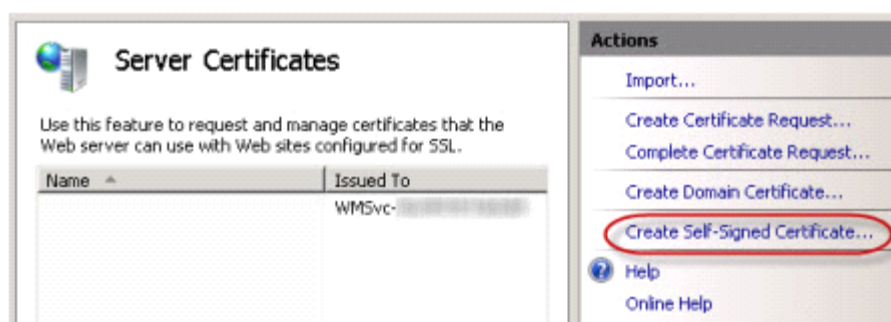 Server Certificates
Use this feature to request and manage certificates that the
Web server can use with Web sites configured for SSL.
Name
Issued To
WMSvc-
Actions
Import...
Create Certificate Request...
Complete Certificate Request...
Create Domain Certificate...
Create Self-Signed Certificate...
Help
Online Help